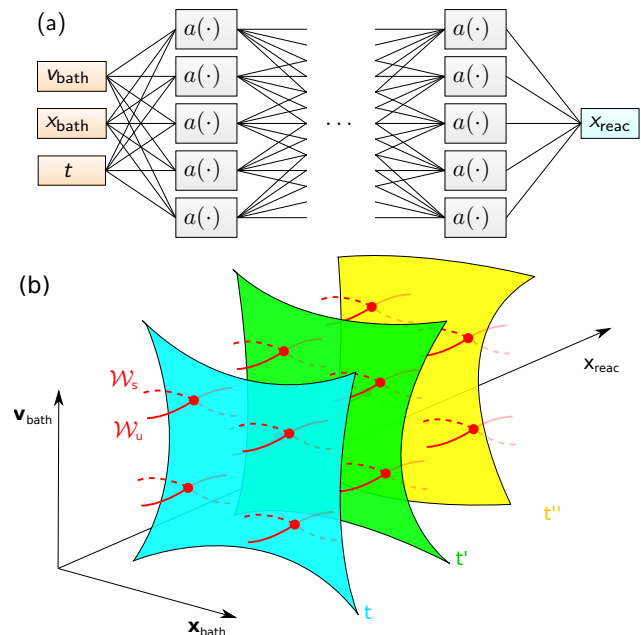 (a)
a(·) a(·)
v_bath a(·) a(·)
x_bath a(·) ... a(·) x_reac
t a(·) a(·)
a(·) a(·)
(b)
x_reac
𝒲_s
v_bath
𝒲_u
t''
t'
t
x_bath